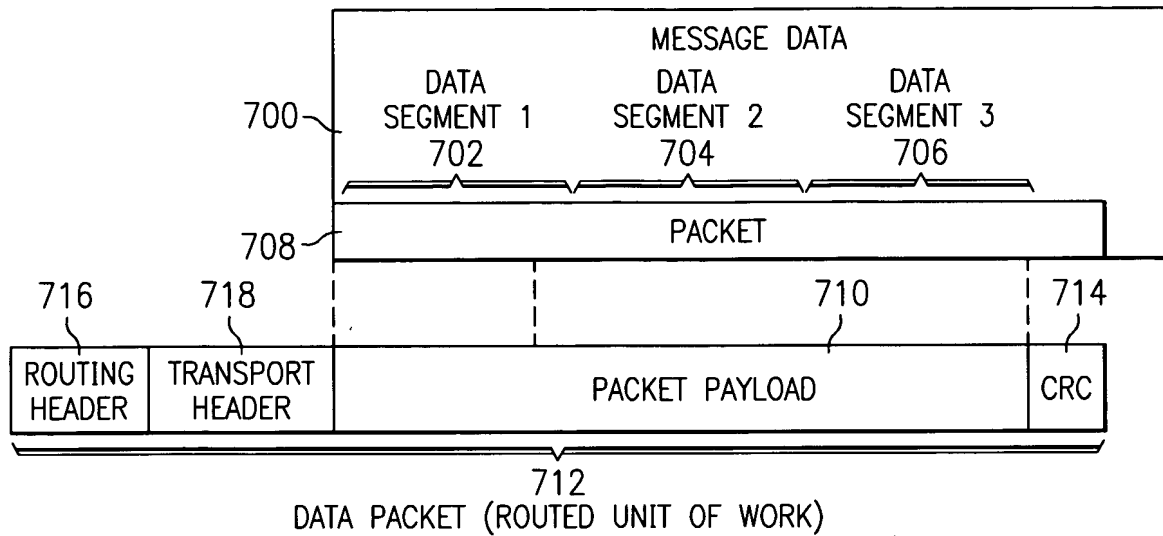 MESSAGE DATA
DATA SEGMENT 1
702
DATA SEGMENT 2
704
DATA SEGMENT 3
706
700
708
PACKET
716
718
710
714
ROUTING HEADER
TRANSPORT HEADER
PACKET PAYLOAD
CRC
712
DATA PACKET (ROUTED UNIT OF WORK)